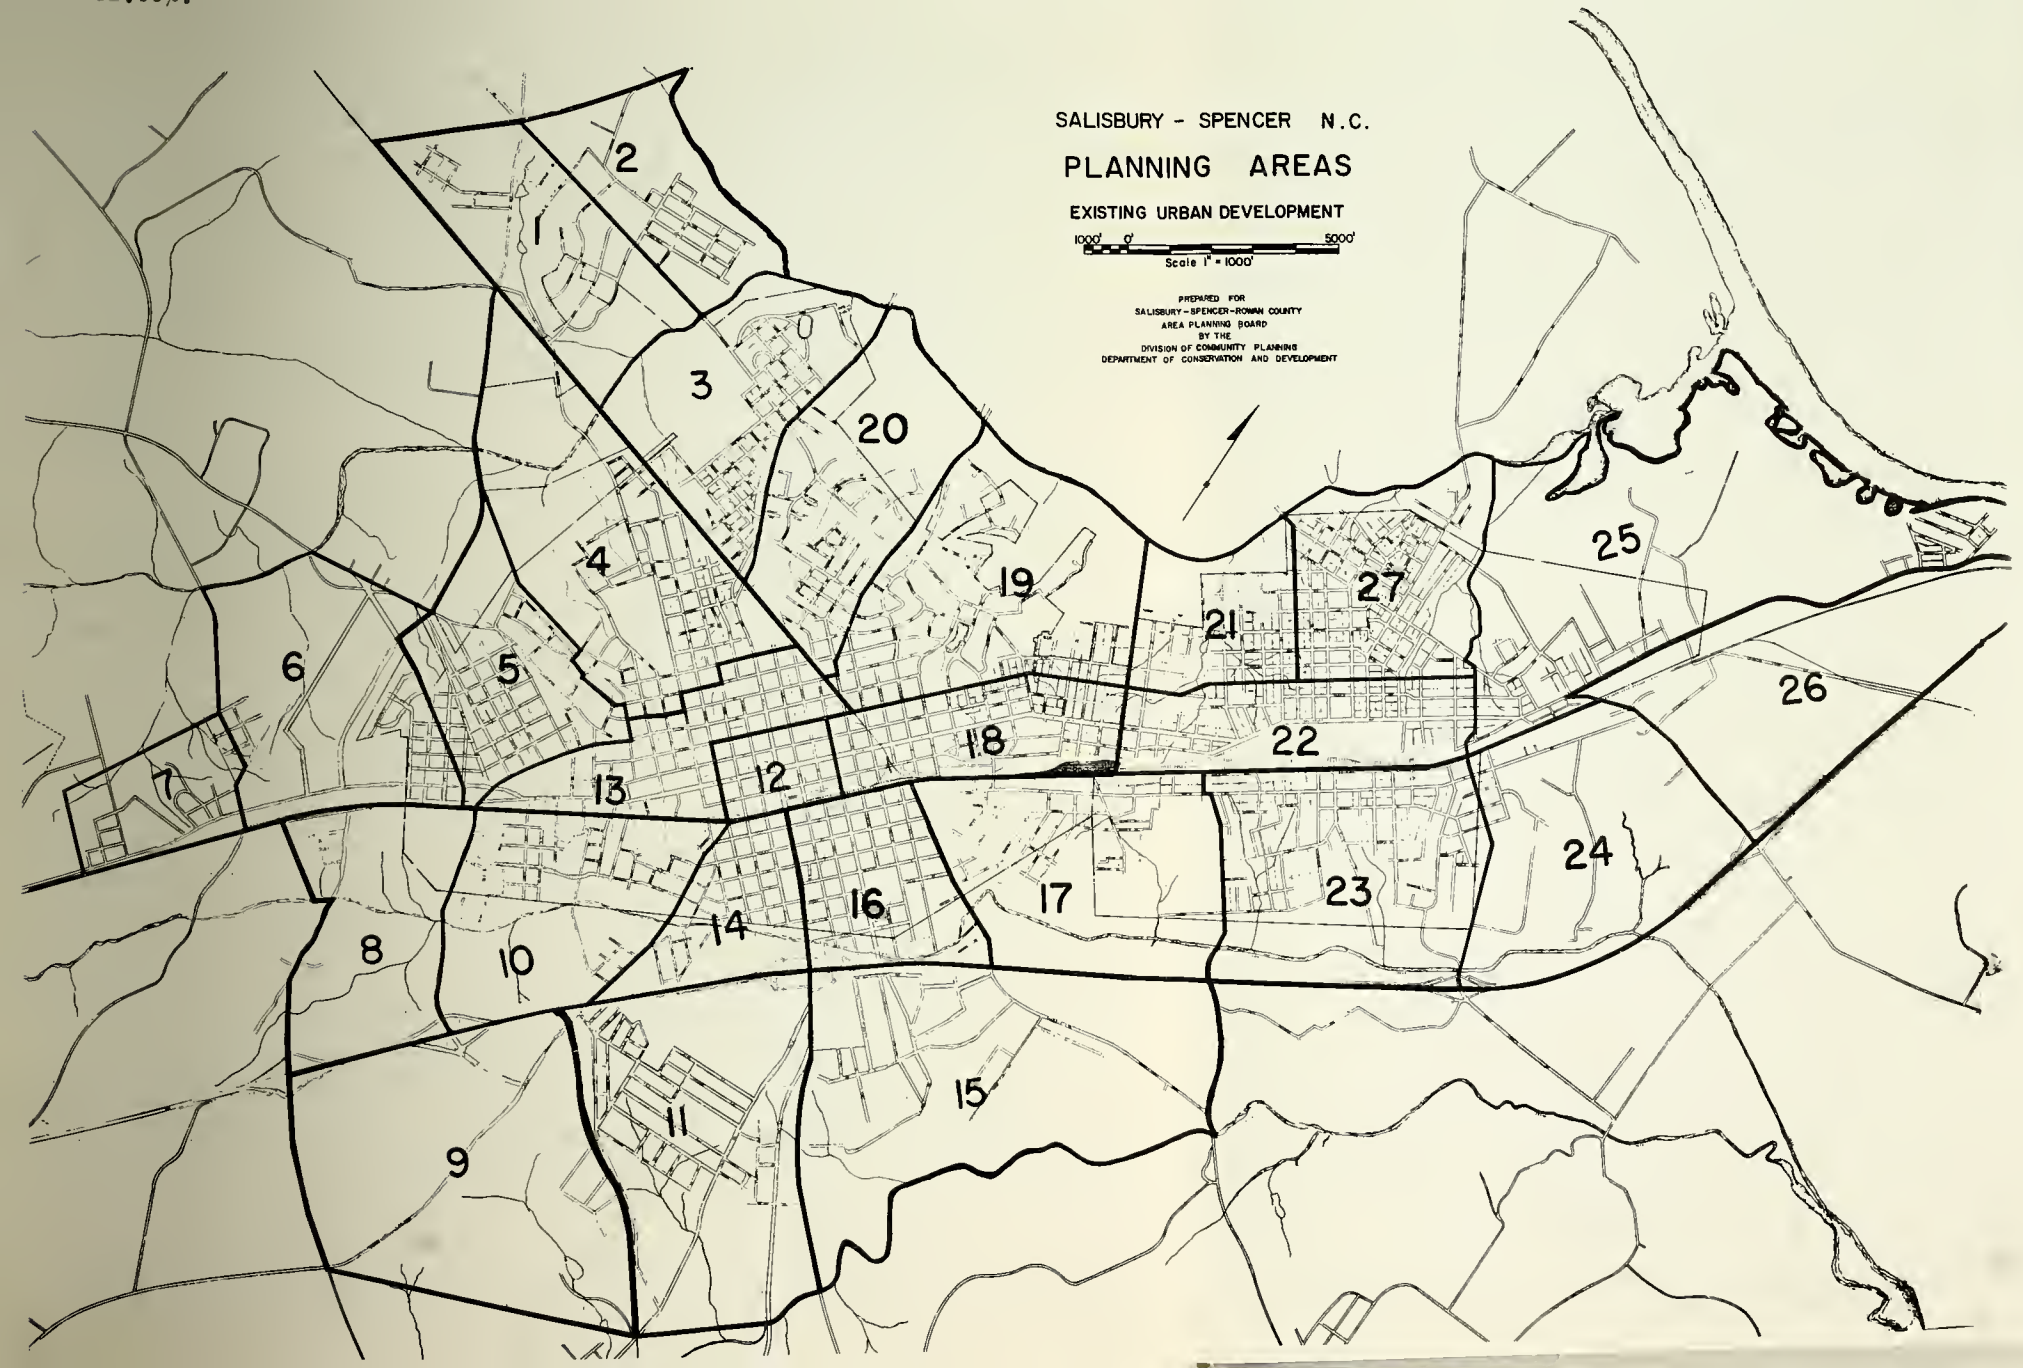 SALISBURY - SPENCER N.C.
PLANNING AREAS
EXISTING URBAN DEVELOPMENT
1000' 0' 5000'
Scale 1" = 1000'
PREPARED FOR
SALISBURY-SPENCER-ROWAN COUNTY
AREA PLANNING BOARD
BY THE
DIVISION OF COMMUNITY PLANNING
DEPARTMENT OF CONSERVATION AND DEVELOPMENT
2
1
3
20
4
19
25
27
21
5
6
26
18
22
12
7
13
24
23
16
17
14
8
10
15
11
9